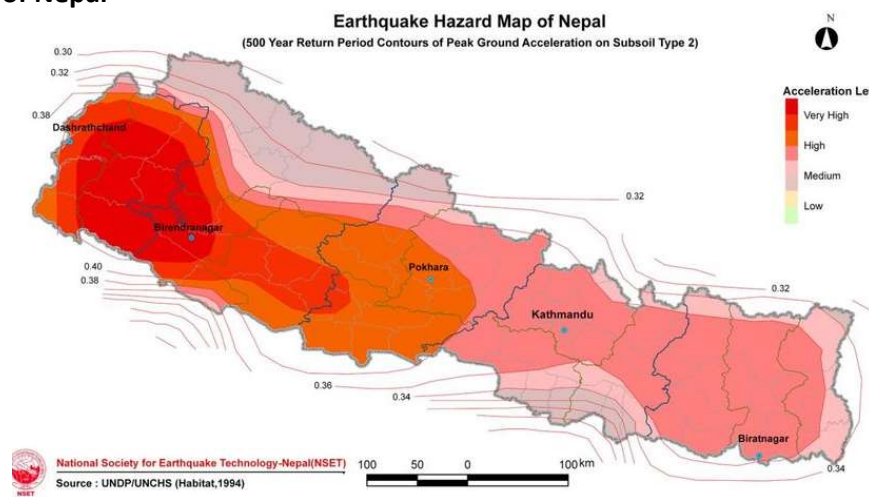 of Nepal
Earthquake Hazard Map of Nepal
(500 Year Return Period Contours of Peak Ground Acceleration on Subsoil Type 2)
N
0.30
0.32
0.38
Dashrathchand
Birendranagar
0.40
0.38
Pokhara
Kathmandu
Biratnagar
0.32
0.32
0.36
0.34
0.34
Acceleration Le
Very High
High
Medium
Low
NSET
National Society for Earthquake Technology-Nepal(NSET)
Source : UNDP/UNCHS (Habitat,1994)
100 50 0 100 km